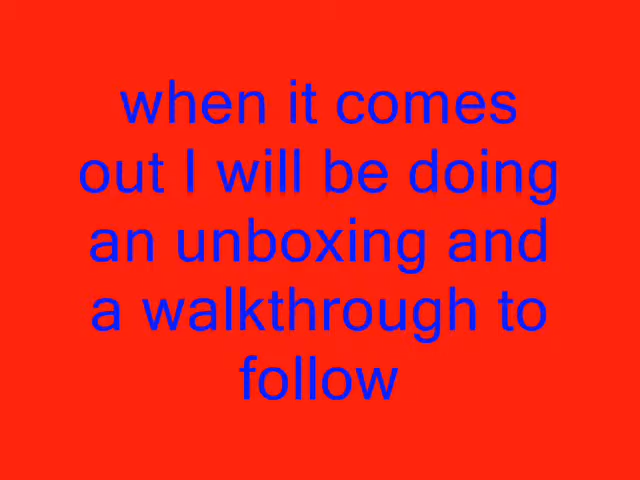 when it comes
out I will be doing
an unboxing and
a walkthrough to
follow